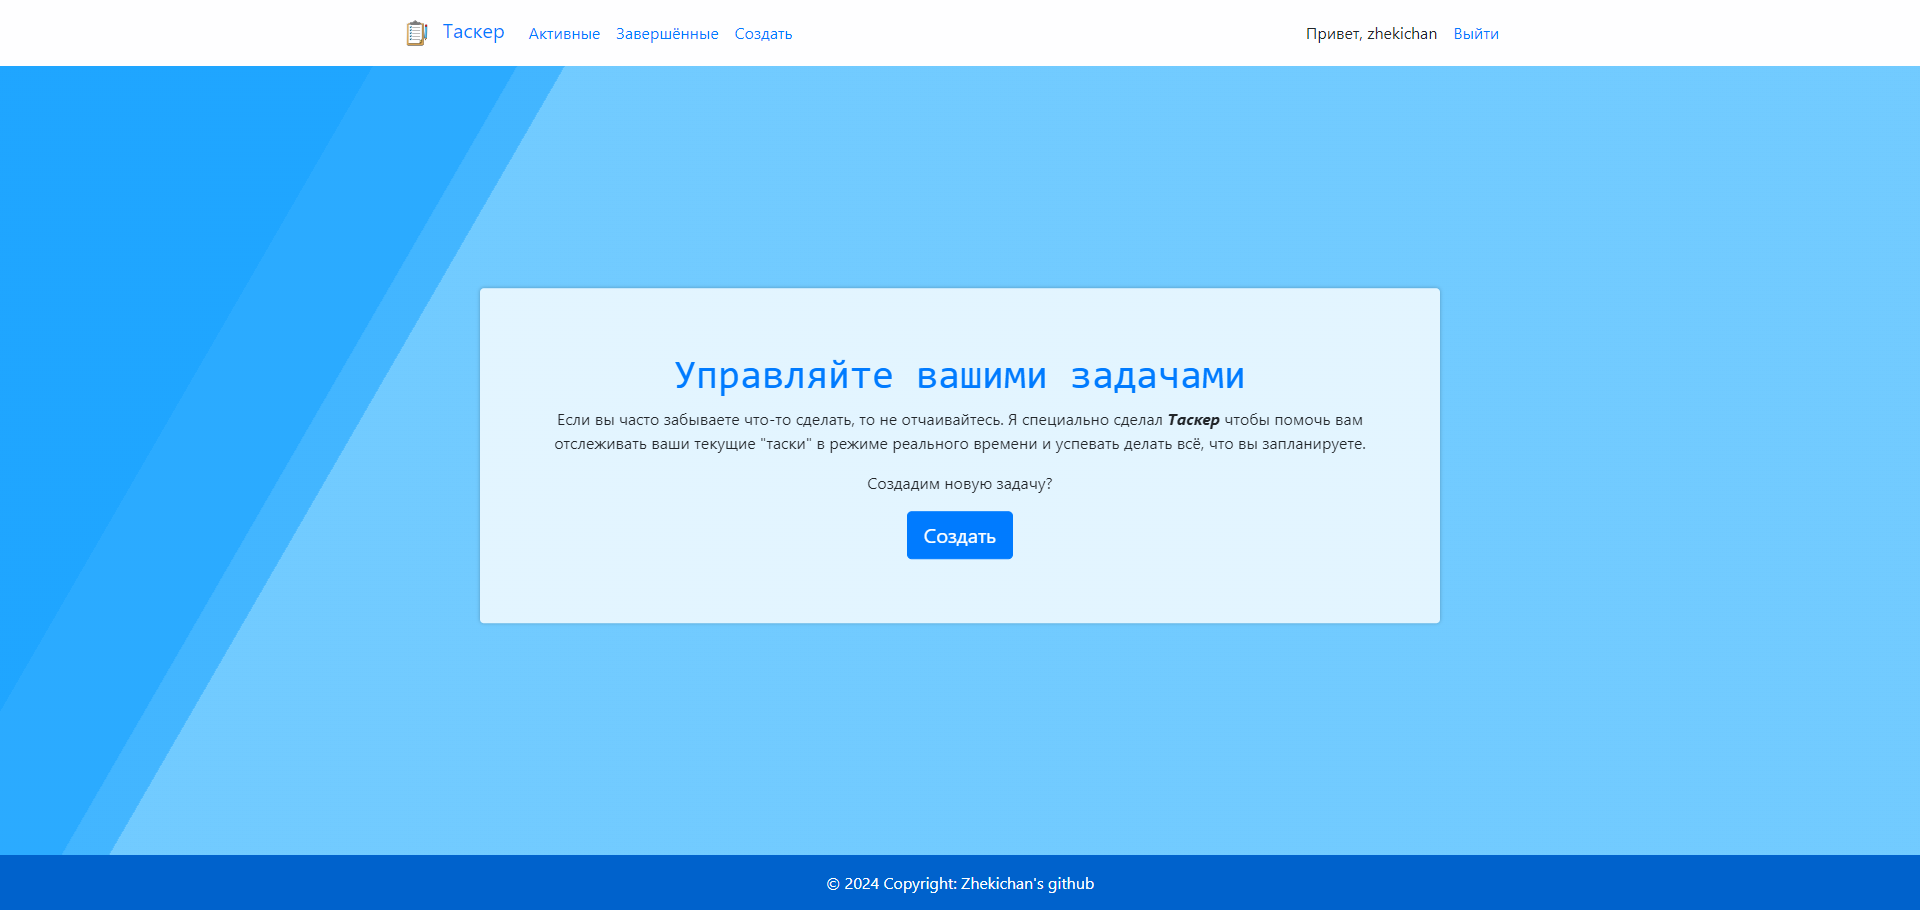 Таскер Активные Завершённые Создать Привет, zhekichan Выйти
Управляйте вашими задачами
Если вы часто забываете что-то сделать, то не отчаивайтесь. Я специально сделал Таскер чтобы помочь вам
отслеживать ваши текущие "таски" в режиме реального времени и успевать делать всё, что вы запланируете.
Создадим новую задачу?
Создать
© 2024 Copyright: Zhekichan's github